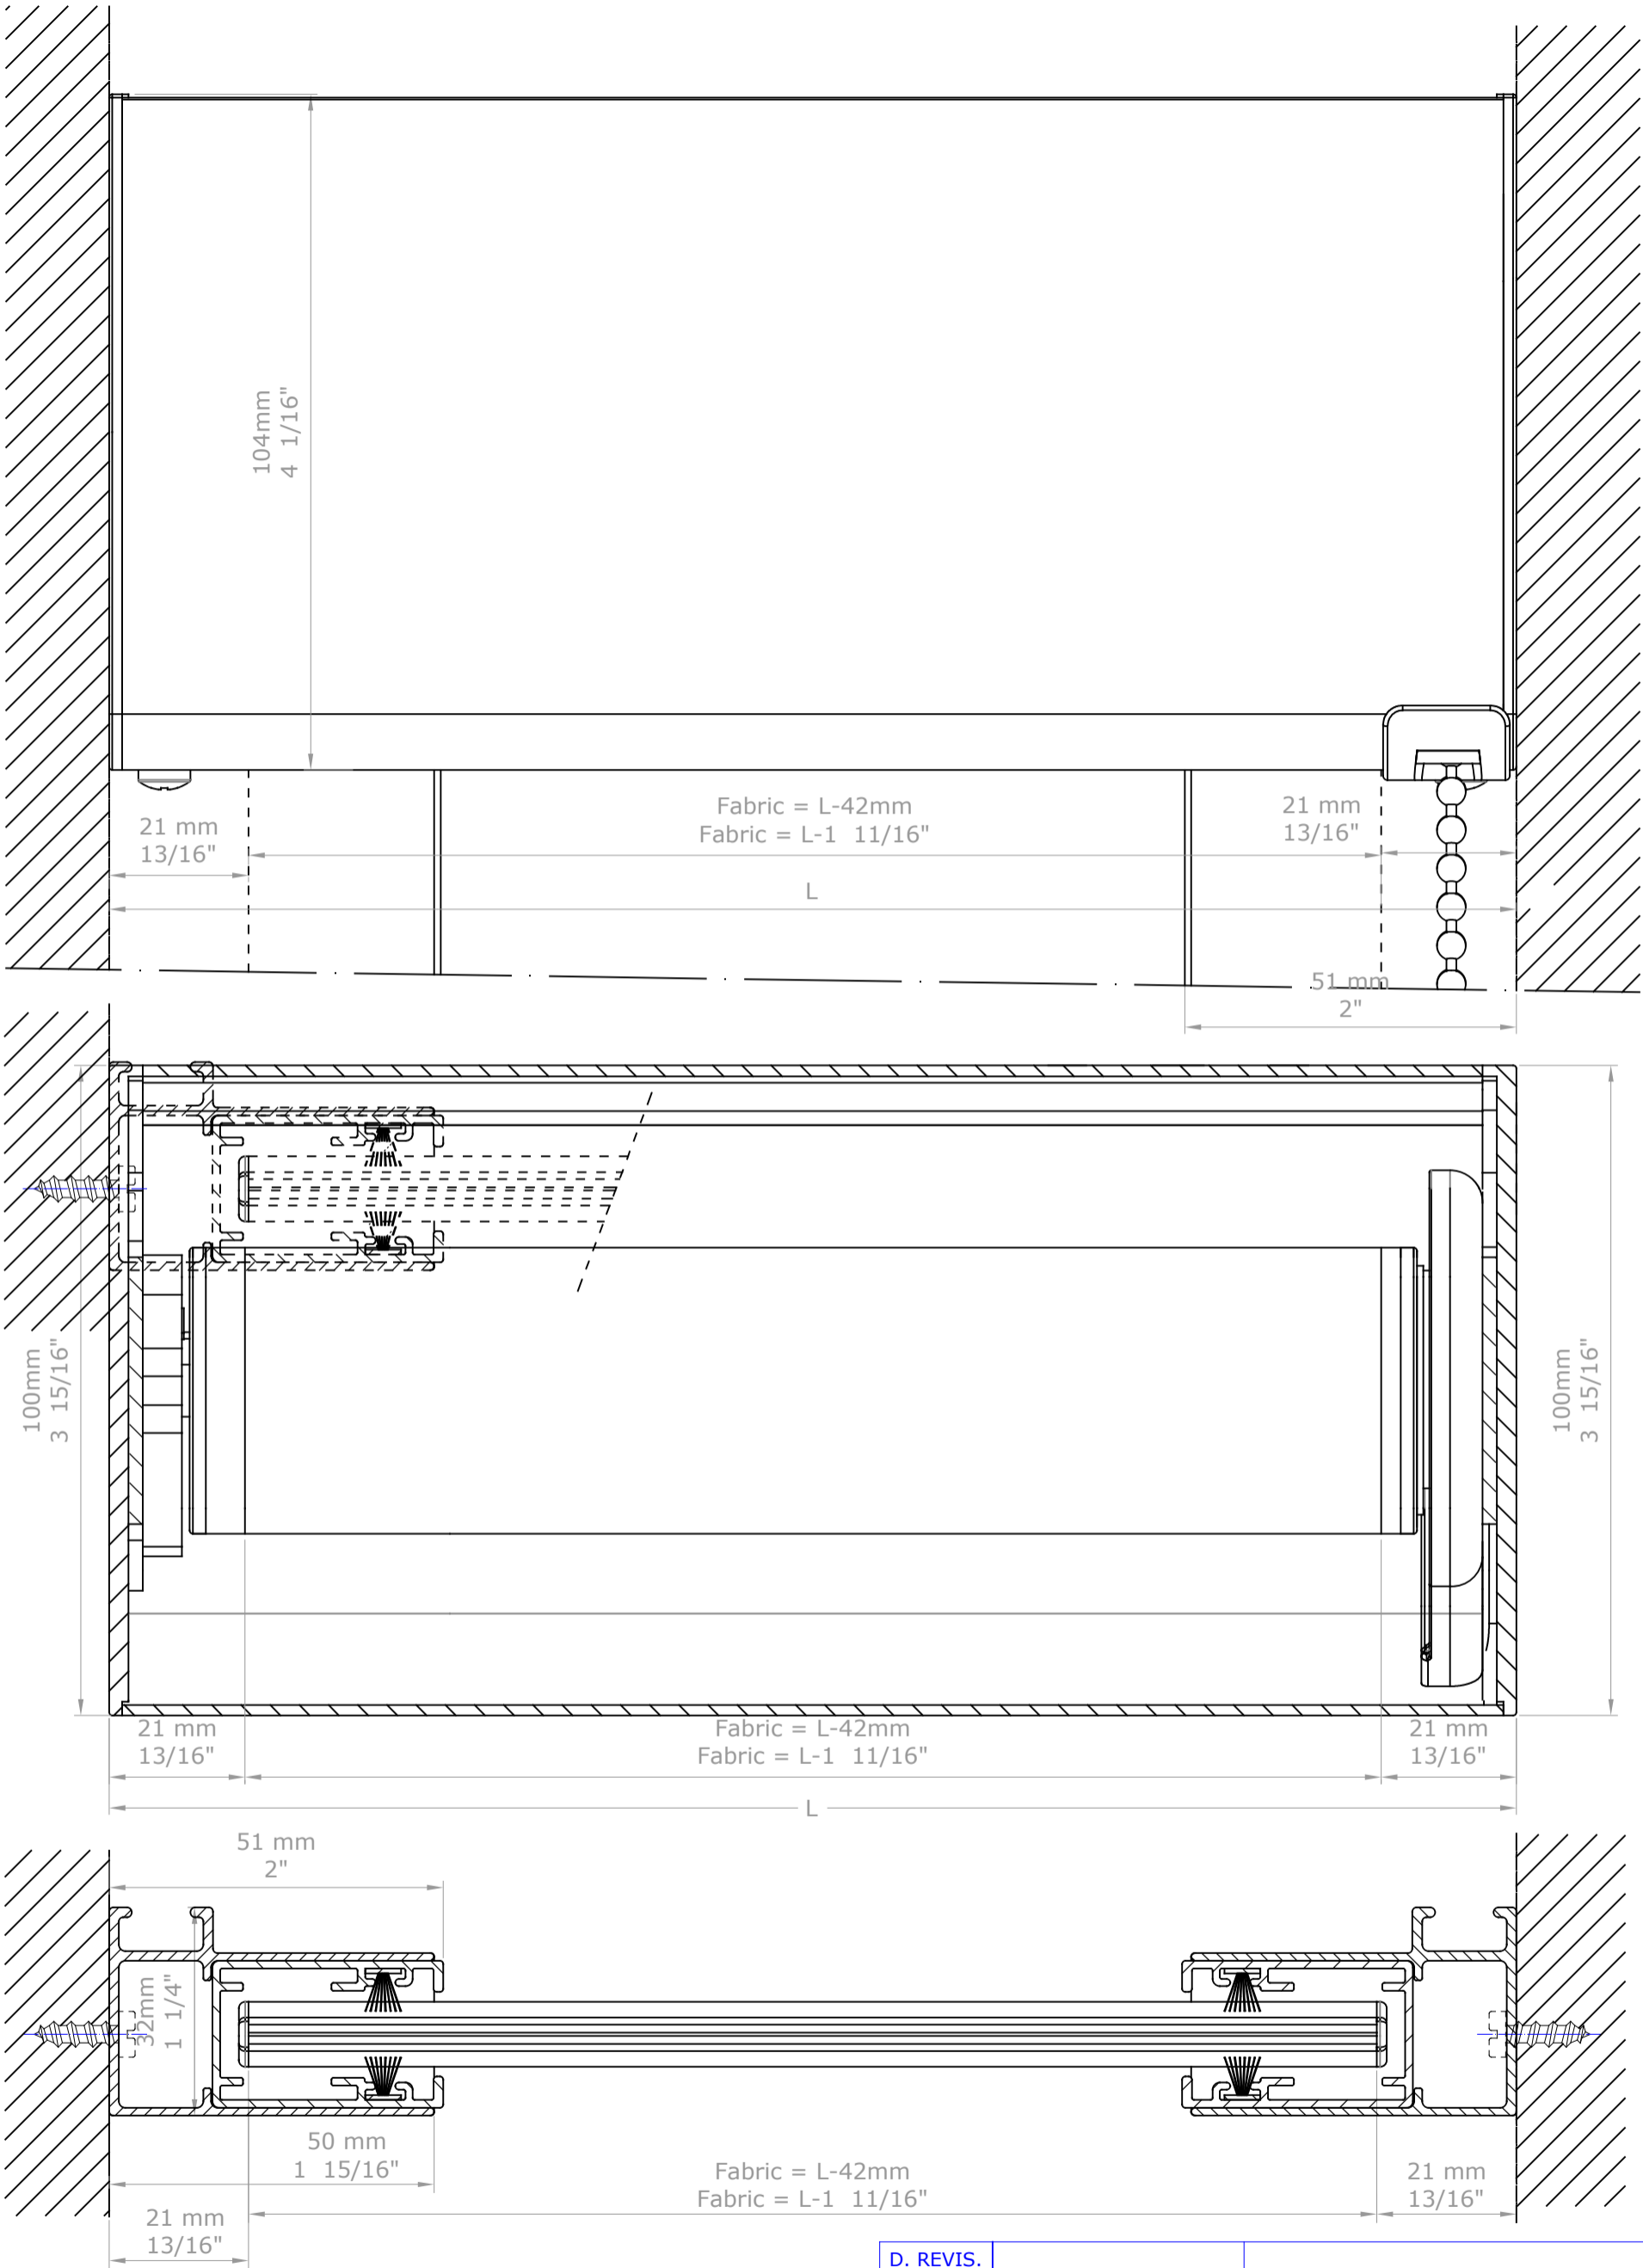 104mm
4 1/16"
21 mm
13/16"
Fabric = L-42mm
Fabric = L-1 11/16"
21 mm
13/16"
L
51 mm
2"
100mm
3 15/16"
100mm
3 15/16"
21 mm
13/16"
Fabric = L-42mm
Fabric = L-1 11/16"
21 mm
13/16"
L
51 mm
2"
32mm
1 1/4"
50 mm
1 15/16"
Fabric = L-42mm
Fabric = L-1 11/16"
21 mm
13/16"
21 mm
13/16"
D. REVIS.